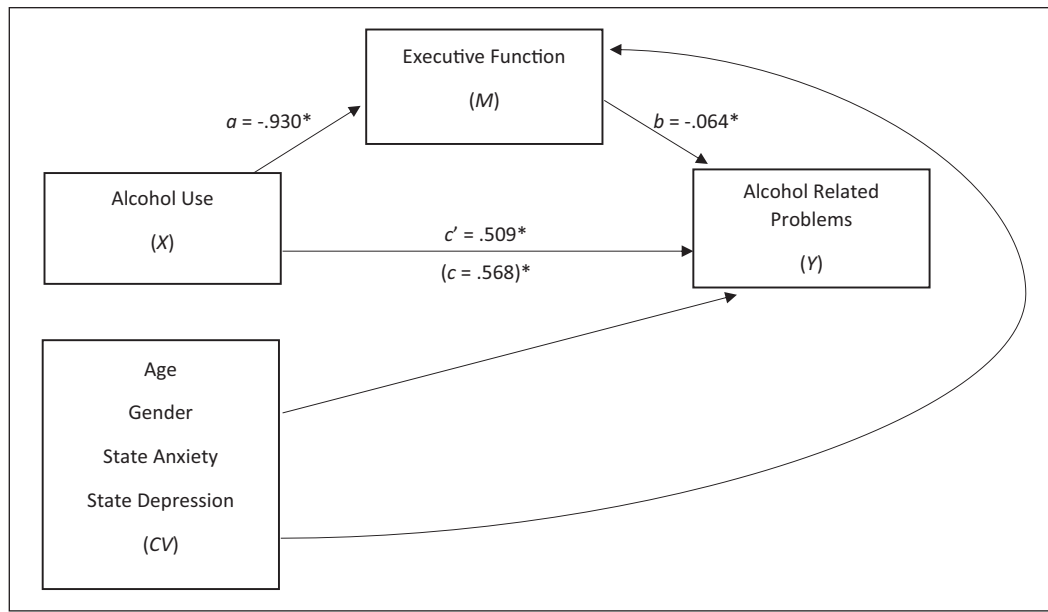 Executive Function
(M)
a = -.930*
b = -.064*
Alcohol Use
(X)
Alcohol Related
Problems
(Y)
c’ = .509*
(c = .568)*
Age
Gender
State Anxiety
State Depression
(CV)